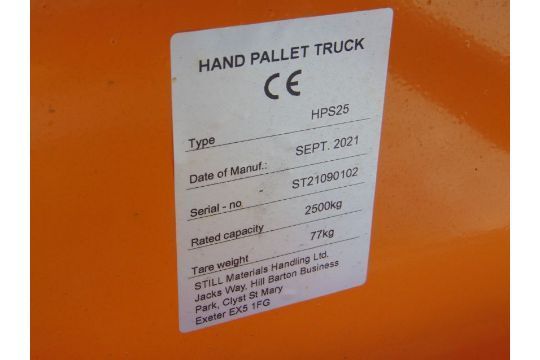 HAND PALLET TRUCK
CE
Type HPS25
Date of Manuf.: SEPT. 2021
Serial - no ST21090102
Rated capacity 2500kg
Tare weight 77kg
STILL Materials Handling Ltd.
Jacks Way, Hill Barton Business
Park, Clyst St Mary
Exeter EX5 1FG